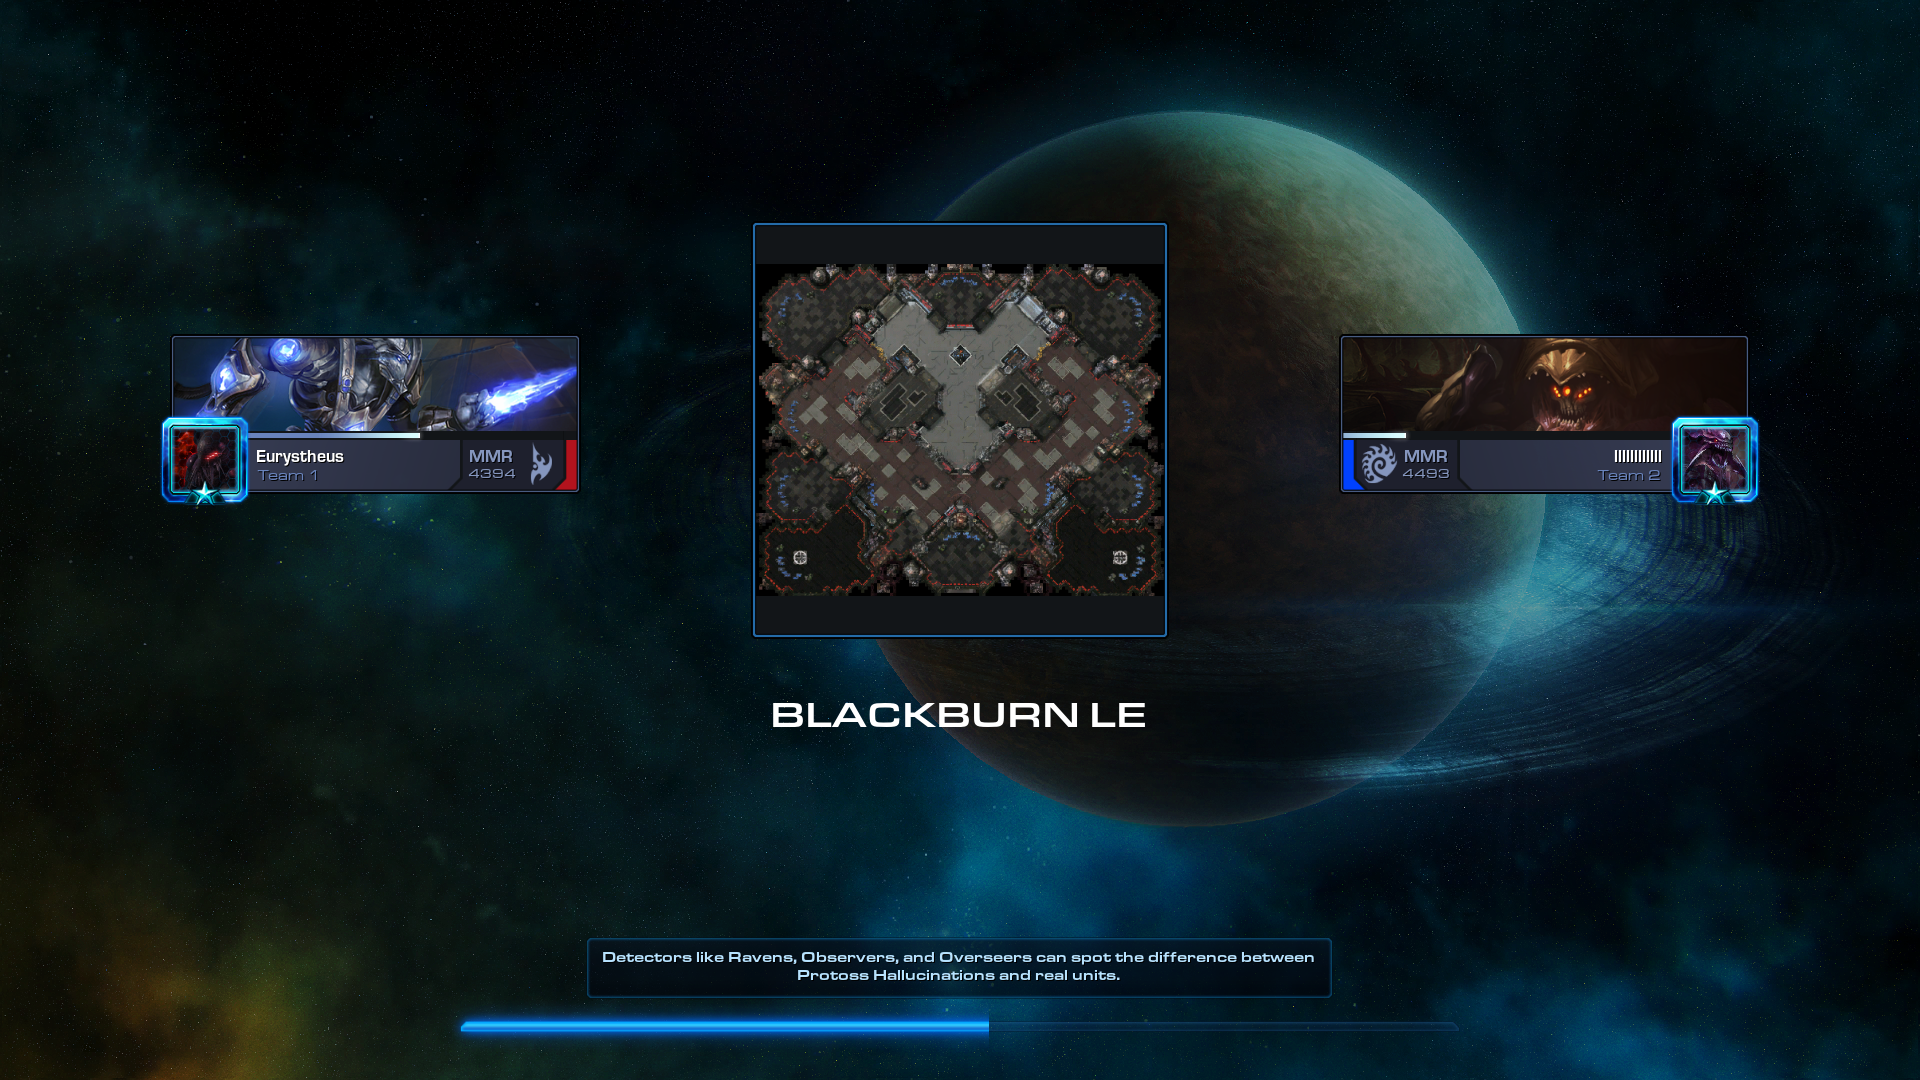 Eurystheus
Team 1
MMR
4394
MMR
4493
Team 2
BLACKBURN LE
Detectors like Ravens, Observers, and Overseers can spot the difference between
Protoss Hallucinations and real units.